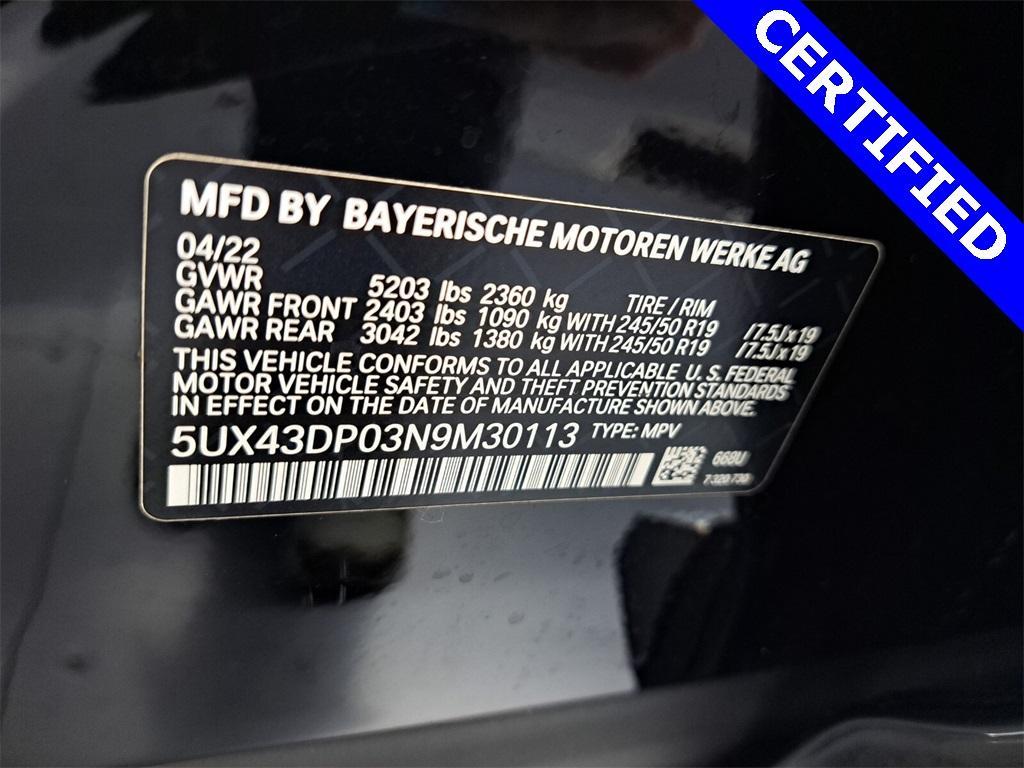 CERTIFIED
MFD BY BAYERISCHE MOTOREN WERKE AG
04/22
GVWR 5203 lbs 2360 kg TIRE / RIM
GAWR FRONT 2403 lbs 1090 kg WITH 245/50 R19 /7.5Jx19
GAWR REAR 3042 lbs 1380 kg WITH 245/50 R19 /7.5Jx19
THIS VEHICLE CONFORMS TO ALL APPLICABLE U.S. FEDERAL
MOTOR VEHICLE SAFETY AND THEFT PREVENTION STANDARDS
IN EFFECT ON THE DATE OF MANUFACTURE SHOWN ABOVE.
5UX43DP03N9M30113 TYPE: MPV
668U